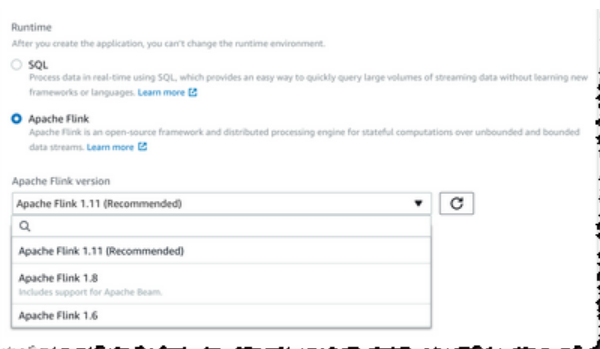 Runtime
After you create the application, you can't change the runtime environment.
SQL
Process data in real-time using SQL, which provides an easy way to quickly query large volumes of streaming data without learning new
frameworks or languages. Learn more
Apache Flink
Apache Flink is an open-source framework and distributed processing engine for stateful computations over unbounded and bounded
data streams. Learn more
Apache Flink version
Apache Flink 1.11 (Recommended)
Apache Flink 1.11 (Recommended)
Apache Flink 1.8
Includes support for Apache Beam.
Apache Flink 1.6